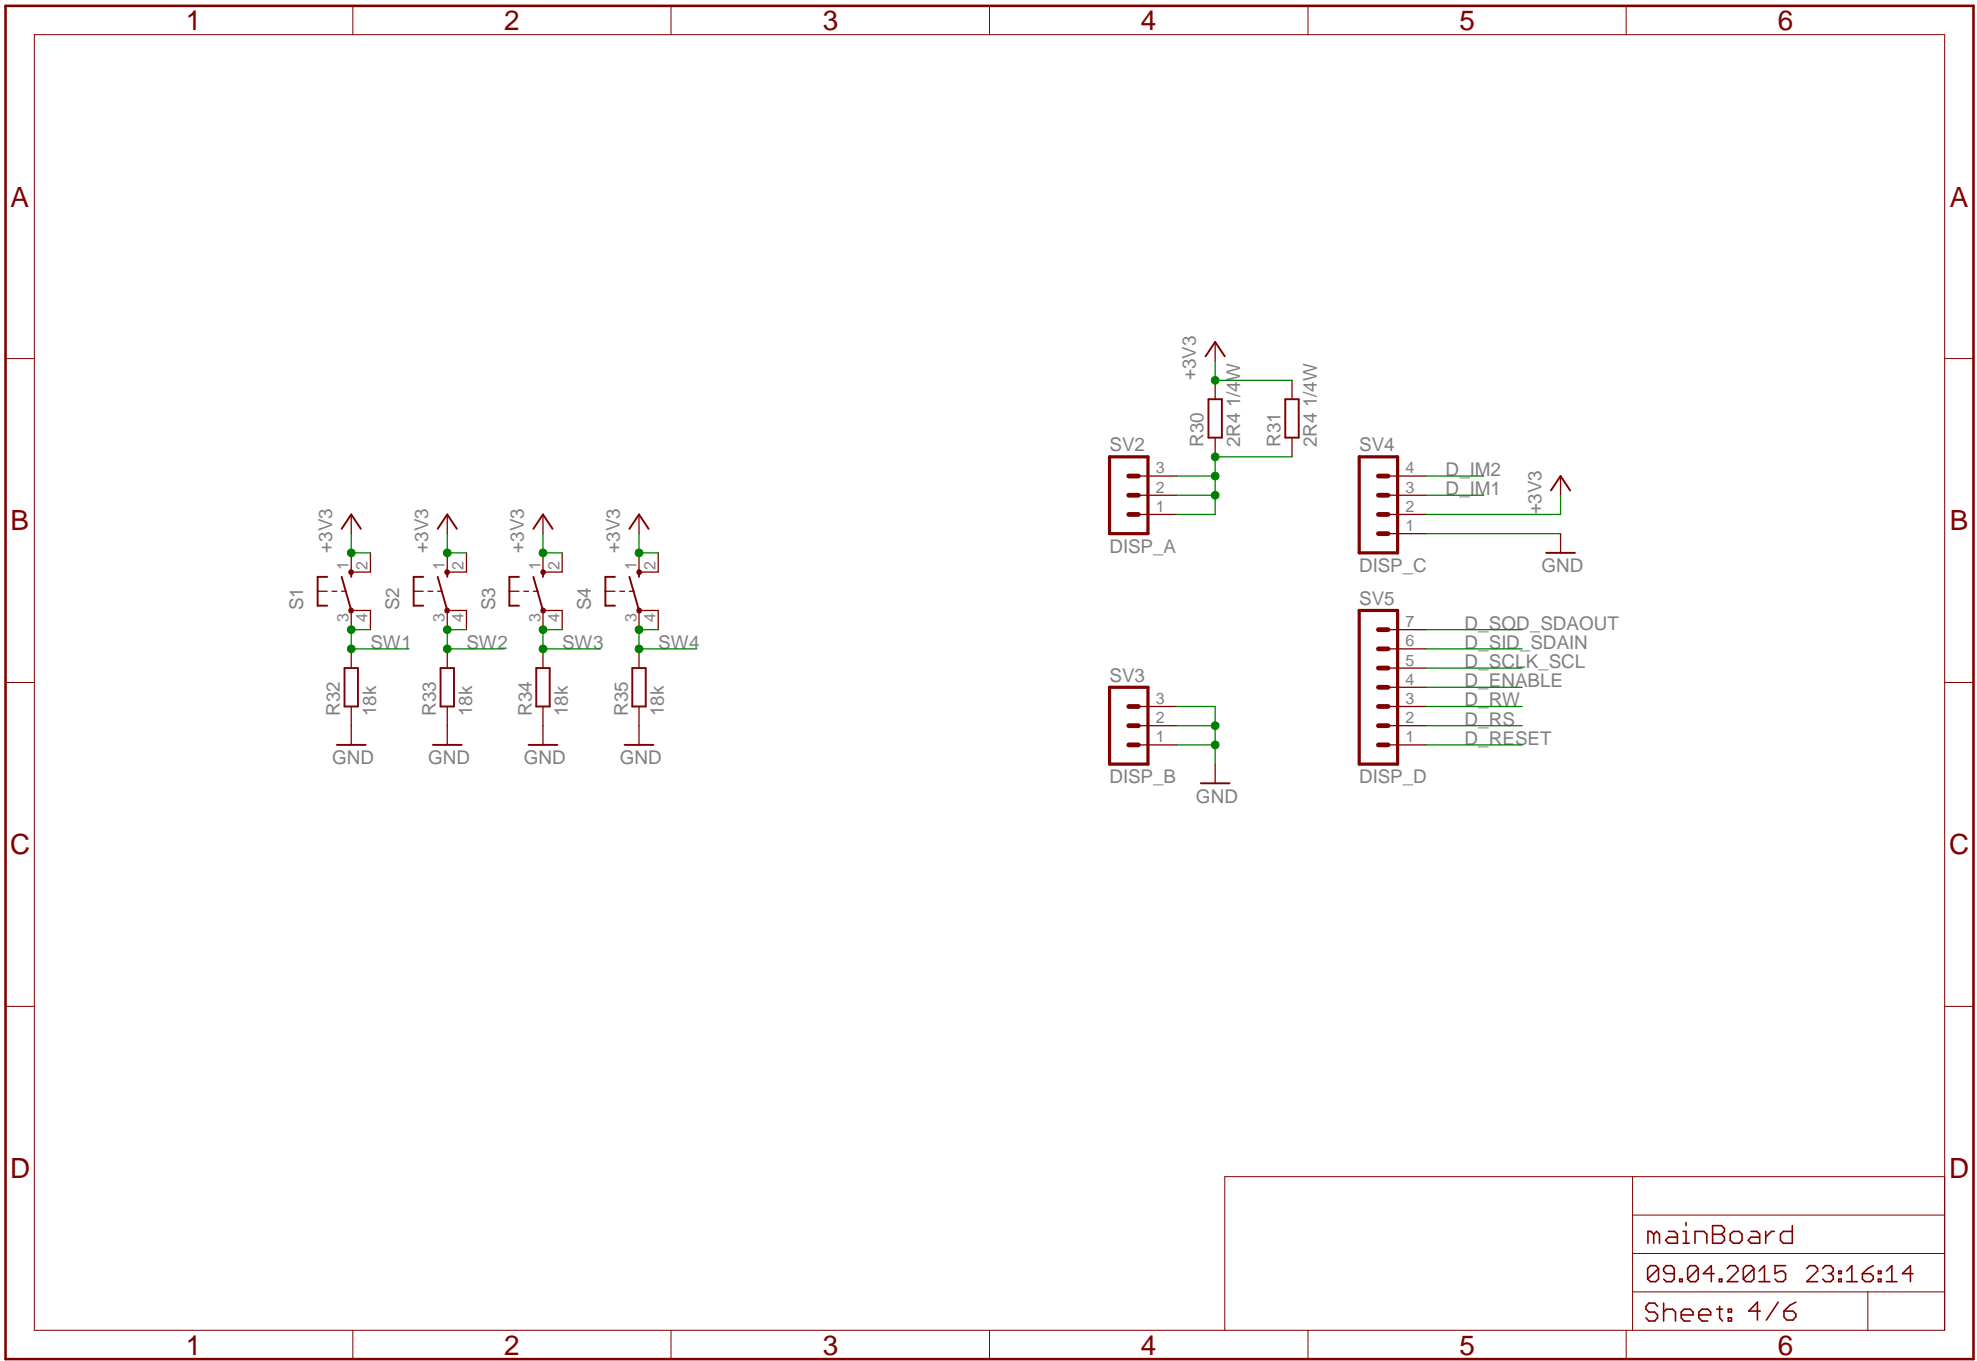 1 2 3 4 5 6
A A
B B
C C
D D
+3V3 +3V3 +3V3 +3V3
1 2 1 2 1 2 1 2
S1 S2 S3 S4
3 4 3 4 3 4 3 4
SW1 SW2 SW3 SW4
R32 18k R33 18k R34 18k R35 18k
GND GND GND GND
+3V3
R30 2R4 1/4W R31 2R4 1/4W
SV2
3
2
1
DISP_A
SV3
3
2
1
DISP_B
GND
SV4
4 D_IM2
3 D_IM1
2 +3V3
1
DISP_C
GND
SV5
7 D_SOD_SDAOUT
6 D_SID_SDAIN
5 D_SCLK_SCL
4 D_ENABLE
3 D_RW
2 D_RS
1 D_RESET
DISP_D
mainBoard
09.04.2015 23:16:14
Sheet: 4/6
1 2 3 4 5 6